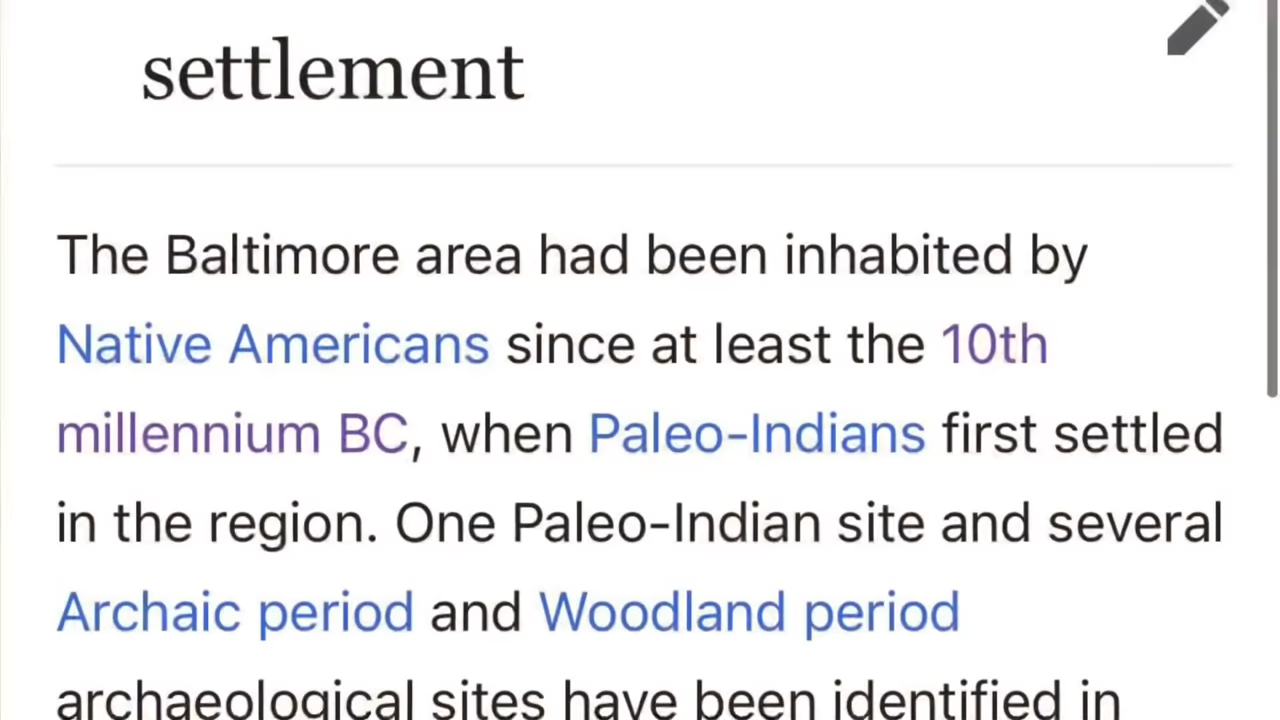 settlement
The Baltimore area had been inhabited by
Native Americans since at least the 10th
millennium BC, when Paleo-Indians first settled
in the region. One Paleo-Indian site and several
Archaic period and Woodland period
archaeological sites have been identified in